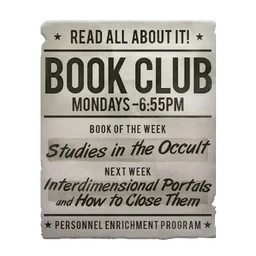 ★ READ ALL ABOUT IT! ★
BOOK CLUB
MONDAYS -6:55PM
BOOK OF THE WEEK
Studies in the Occult
NEXT WEEK
Interdimensional Portals
and How to Close Them
★ PERSONNEL ENRICHMENT PROGRAM ★